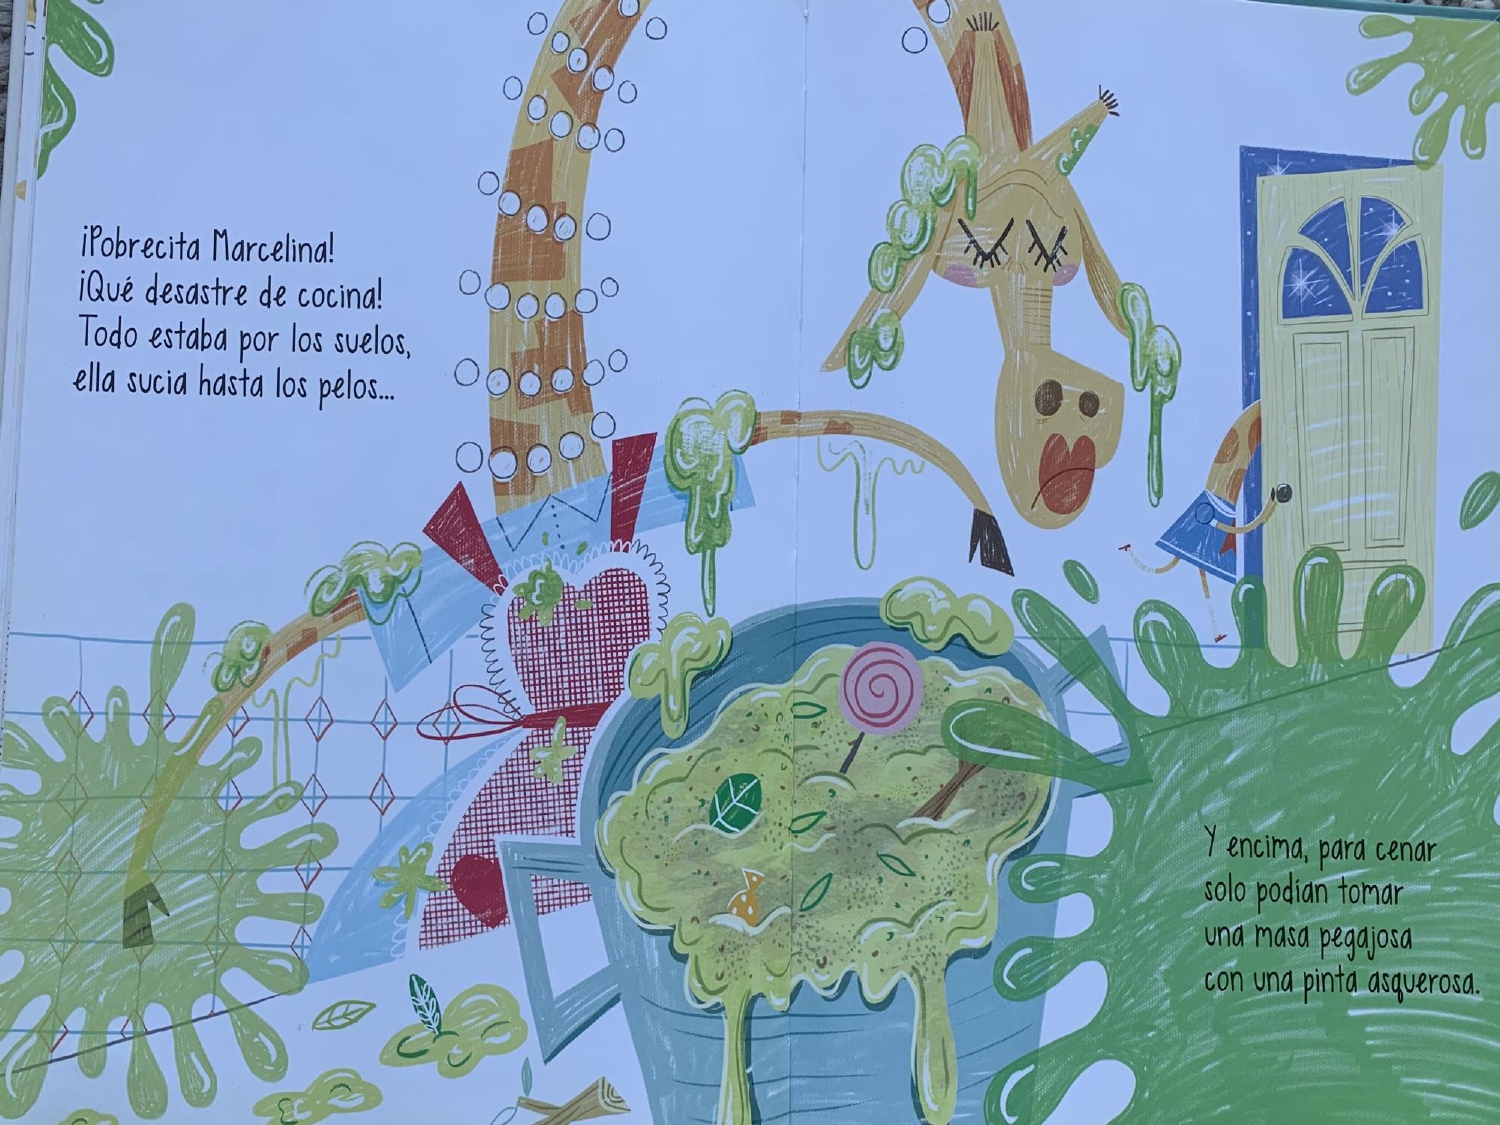 ¡Pobrecita Marcelina!
¡Qué desastre de cocina!
Todo estaba por los suelos,
ella sucia hasta los pelos...
Y encima, para cenar
solo podían tomar
una masa pegajosa
con una pinta asquerosa.